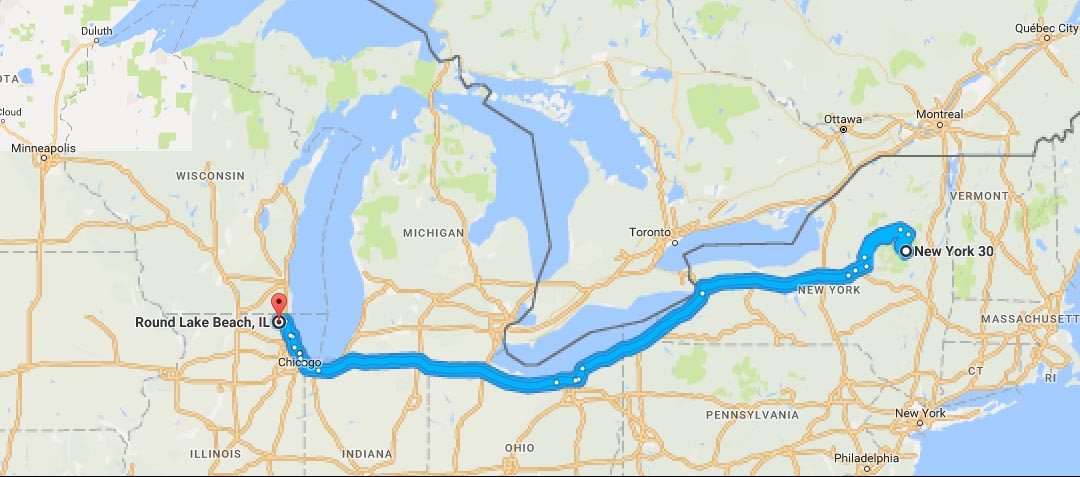 Duluth
Québec City
OTA
Cloud
Montreal
Ottawa
Minneapolis
WISCONSIN
VERMONT
MICHIGAN
Toronto
New York 30
NEW YORK
Round Lake Beach, IL
MASSACHUSETT
Chicago
CT
RI
PENNSYLVANIA
New York
OHIO
ILLINOIS
INDIANA
Philadelphia